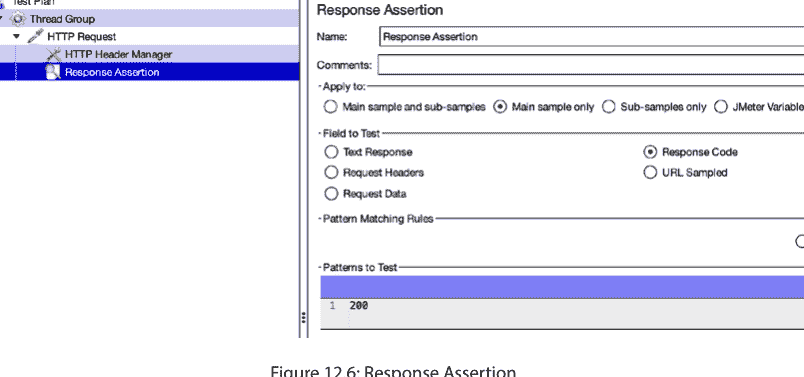 Test Plan
Thread Group
HTTP Request
HTTP Header Manager
Response Assertion
Response Assertion
Name: Response Assertion
Comments:
Apply to:
Main sample and sub-samples Main sample only Sub-samples only JMeter Variable
Field to Test
Text Response Response Code
Request Headers URL Sampled
Request Data
Pattern Matching Rules
Patterns to Test
1 200
Figure 12.6: Response Assertion